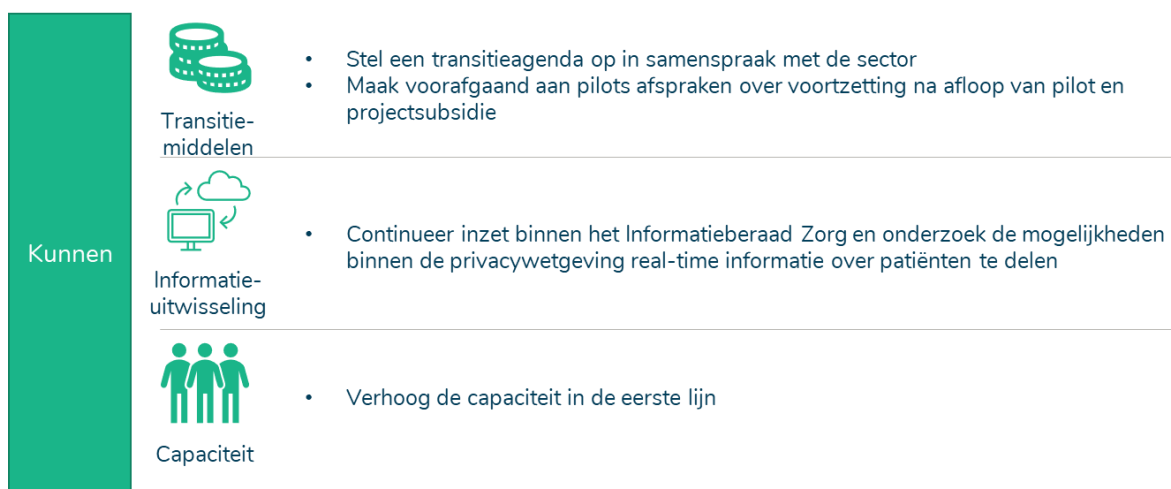 Kunnen
Transitie-
middelen
• Stel een transitieagenda op in samenspraak met de sector
• Maak voorafgaand aan pilots afspraken over voortzetting na afloop van pilot en
projectsubsidie
Informatie-
uitwisseling
• Continueer inzet binnen het Informatieberaad Zorg en onderzoek de mogelijkheden
binnen de privacywetgeving real-time informatie over patiënten te delen
Capaciteit
• Verhoog de capaciteit in de eerste lijn